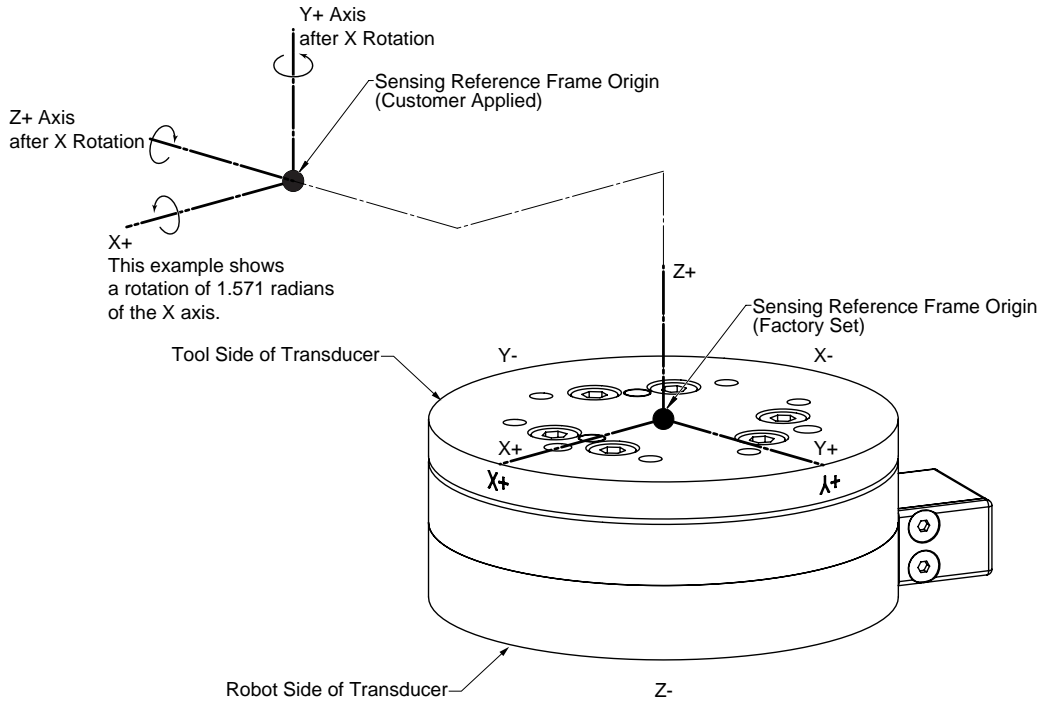 Y+ Axis
after X Rotation
Sensing Reference Frame Origin
(Customer Applied)
Z+ Axis
after X Rotation
X+
This example shows
a rotation of 1.571 radians
of the X axis.
Z+
Sensing Reference Frame Origin
(Factory Set)
Tool Side of Transducer
Y-
X-
X+
Y+
X+
Y+
Robot Side of Transducer
Z-